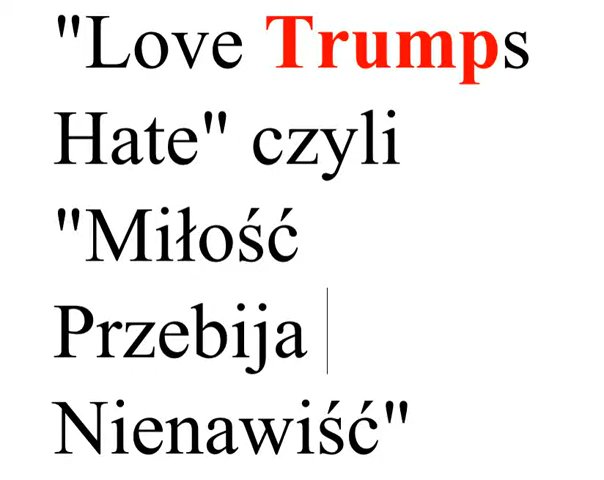 "Love Trumps
Hate" czyli
"Miłość
Przebija
Nienawiść"